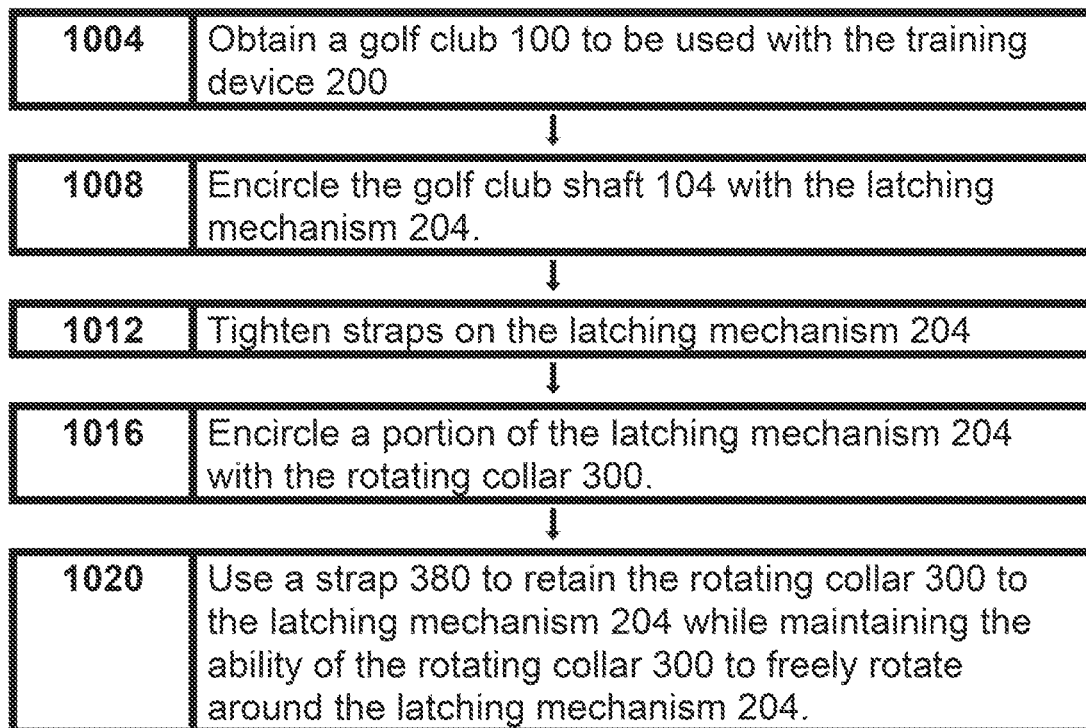 1004 Obtain a golf club 100 to be used with the training
device 200
1008 Encircle the golf club shaft 104 with the latching
mechanism 204.
1012 Tighten straps on the latching mechanism 204
1016 Encircle a portion of the latching mechanism 204
with the rotating collar 300.
1020 Use a strap 380 to retain the rotating collar 300 to
the latching mechanism 204 while maintaining the
ability of the rotating collar 300 to freely rotate
around the latching mechanism 204.